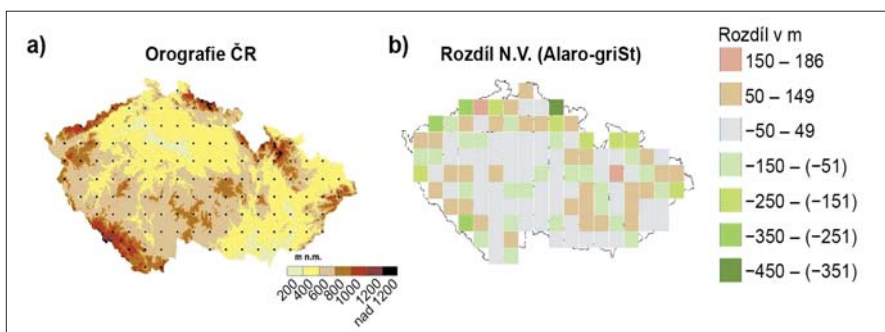 a)
Orografie ČR
m n.m.
200
400
600
800
1000
1200
nad 1200
b)
Rozdíl N.V. (Alaro-griSt)
Rozdíl v m
150 – 186
50 – 149
−50 – 49
−150 – (−51)
−250 – (−151)
−350 – (−251)
−450 – (−351)